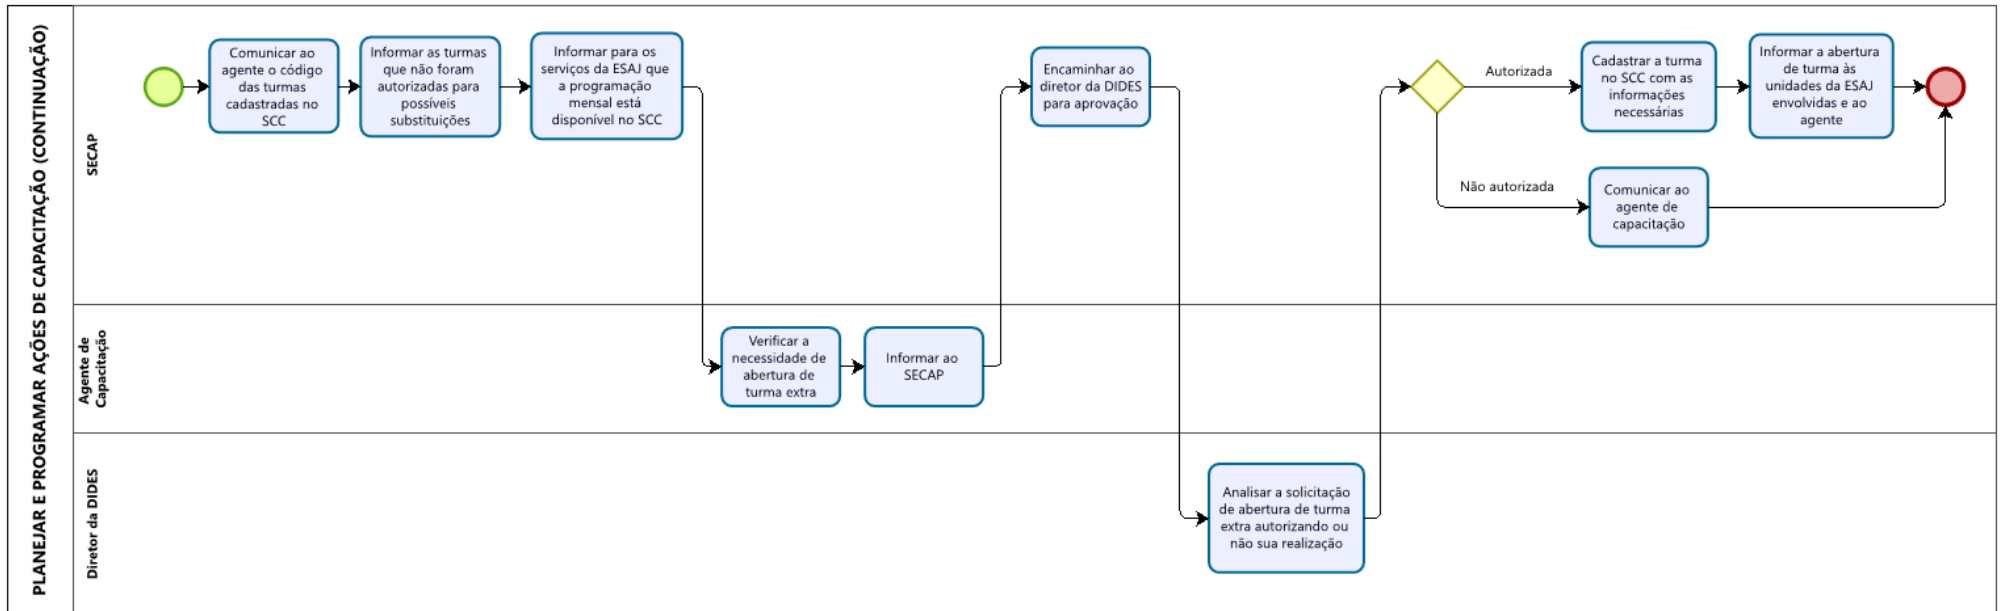 PLANEJAR E PROGRAMAR AÇÕES DE CAPACITAÇÃO (CONTINUAÇÃO)
SECAP
Comunicar ao
agente o código
das turmas
cadastradas no
SCC
Informar as turmas
que não foram
autorizadas para
possíveis
substituições
Informar para os
serviços da ESAJ que
a programação
mensal está
disponível no SCC
Encaminhar ao
diretor da DIDES
para aprovação
Autorizada
Cadastrar a turma
no SCC com as
informações
necessárias
Informar a abertura
de turma às
unidades da ESAJ
envolvidas e ao
agente
Não autorizada
Comunicar ao
agente de
capacitação
Agente de
Capacitação
Verificar a
necessidade de
abertura de
turma extra
Informar ao
SECAP
Diretor da DIDES
Analisar a solicitação
de abertura de turma
extra autorizando ou
não sua realização